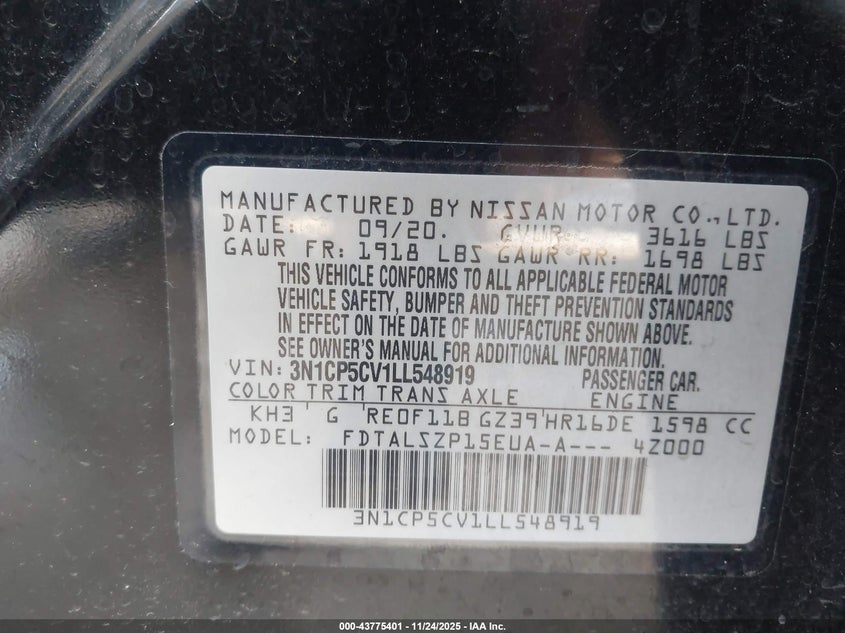 MANUFACTURED BY NISSAN MOTOR CO., LTD.
DATE: 09/20. GVWR 3616 LBS
GAWR FR: 1918 LBS GAWR RR: 1698 LBS
THIS VEHICLE CONFORMS TO ALL APPLICABLE FEDERAL MOTOR
VEHICLE SAFETY, BUMPER AND THEFT PREVENTION STANDARDS
IN EFFECT ON THE DATE OF MANUFACTURE SHOWN ABOVE.
SEE OWNER'S MANUAL FOR ADDITIONAL INFORMATION.
VIN: 3N1CP5CV1LL548919 PASSENGER CAR.
COLOR TRIM TRANS AXLE ENGINE
KH3 G RE0F11B GZ39 HR16DE 1598 CC
MODEL: FDTALSZP15EUA-A--- 4Z000
3N1CP5CV1LL548919
000-43775401 - 11/24/2025 - IAA Inc.